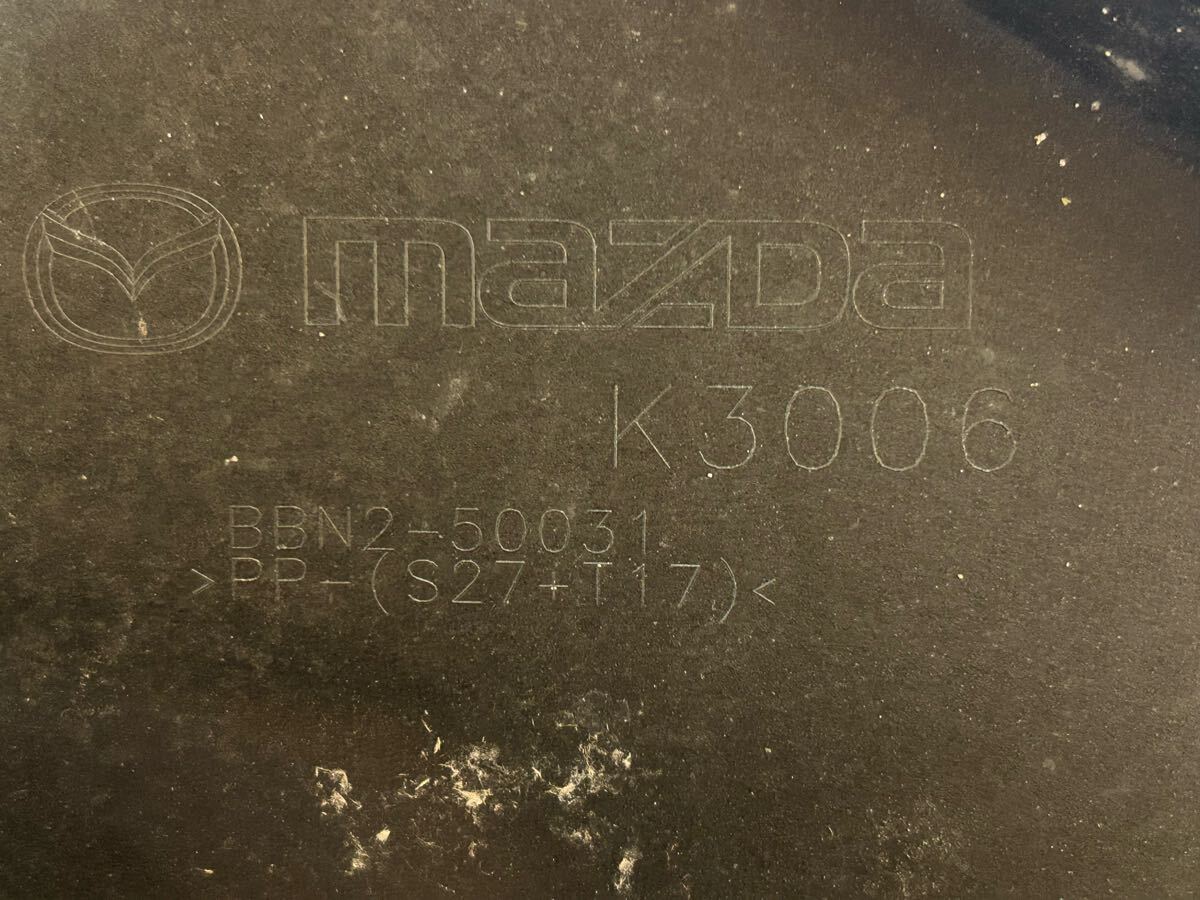 mazda
K3006
BBN2-50031
>PP-(S27+T17)<